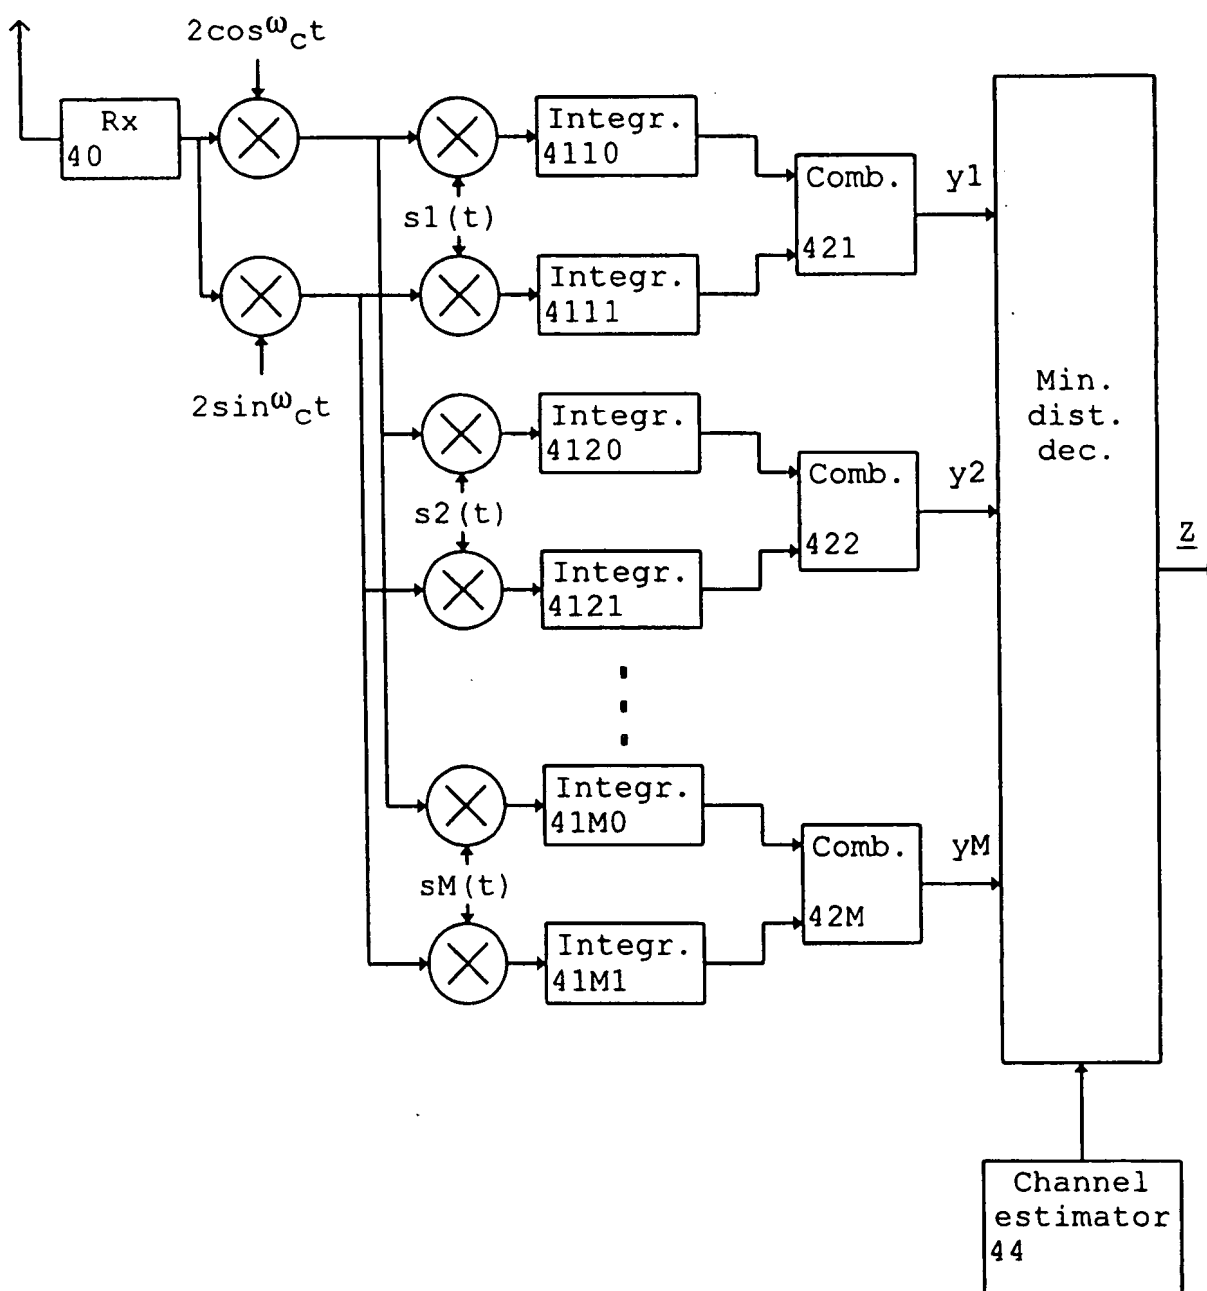 2cosωct
Rx
40
Integr.
4110
Comb.
421
y1
s1(t)
Integr.
4111
2sinωct
Min.
dist.
dec.
Integr.
4120
Comb.
422
y2
s2(t)
Integr.
4121
z
Integr.
41M0
Comb.
42M
yM
sM(t)
Integr.
41M1
Channel
estimator
44